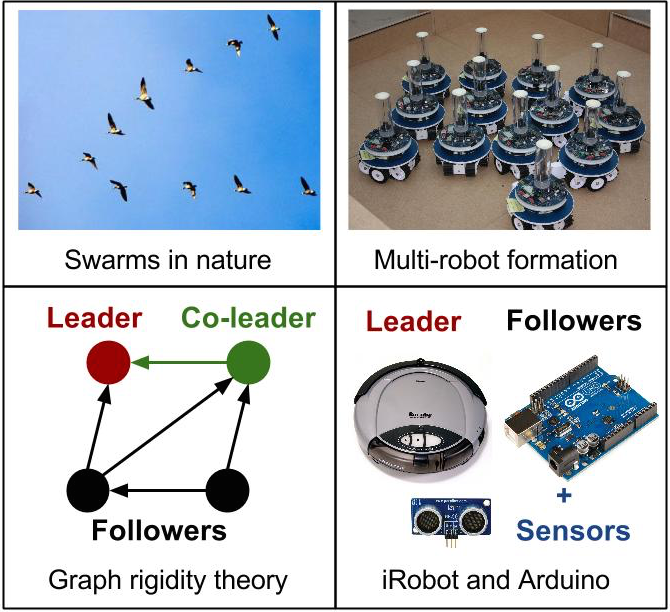 Swarms in nature
Multi-robot formation
Leader
Co-leader
Followers
Graph rigidity theory
Leader
Followers
+
Sensors
iRobot and Arduino